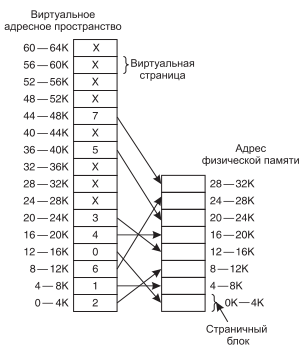 Виртуальное
адресное пространство
60—64K X
56—60K X
Виртуальная
страница
52—56K X
48—52K X
44—48K 7
40—44K X
36—40K 5
32—36K X
28—32K X
24—28K X
20—24K 3
16—20K 4
12—16K 0
8—12K 6
4—8K 1
0—4K 2
Адрес
физической памяти
28—32K
24—28K
20—24K
16—20K
12—16K
8—12K
4—8K
0K—4K
Страничный
блок